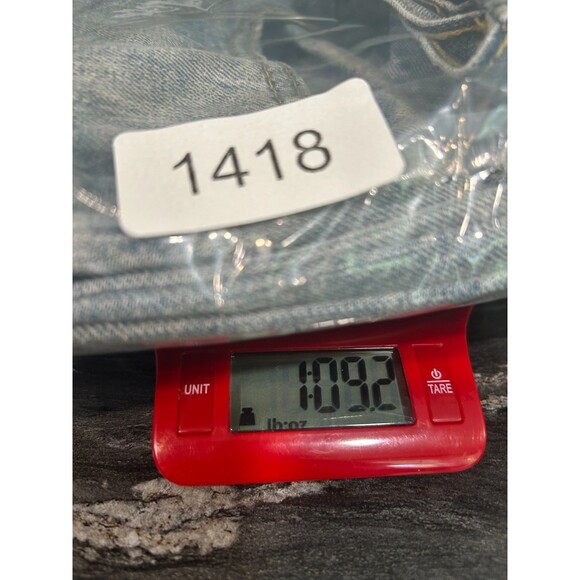 1418
UNIT
1:09.2
lb:oz
TARE